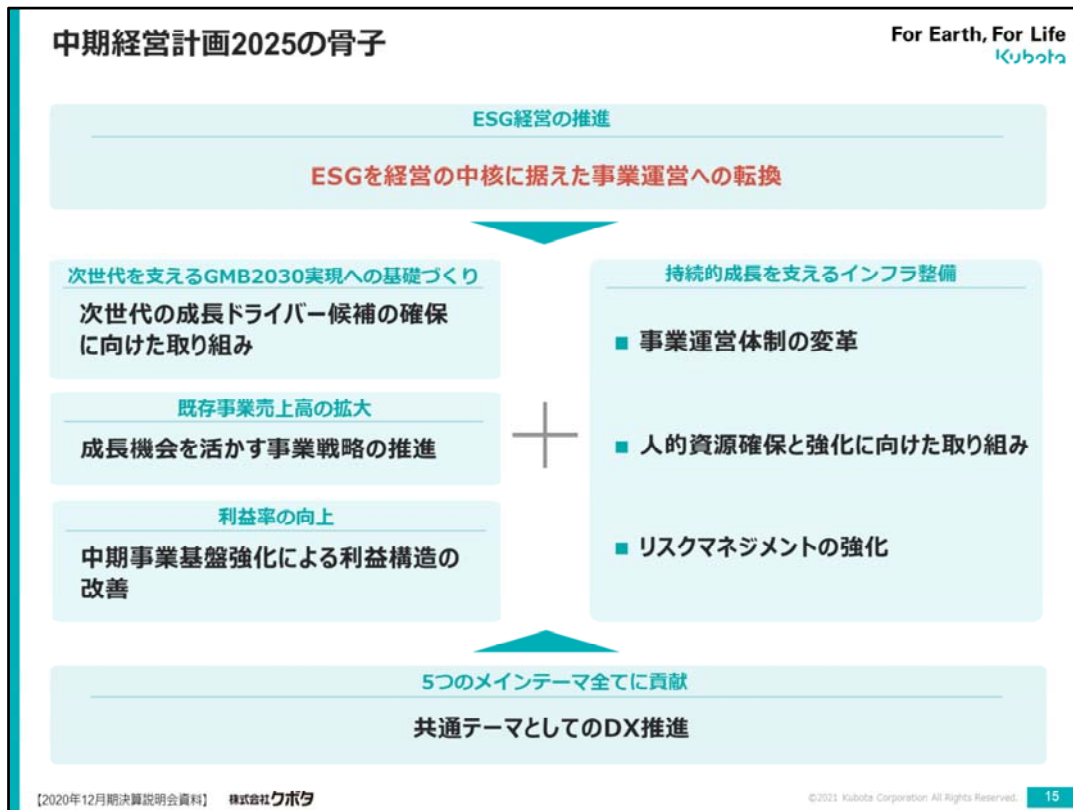 中期経営計画2025の骨子
For Earth, For Life
Kubota
ESG経営の推進
ESGを経営の中核に据えた事業運営への転換
次世代を支えるGMB2030実現への基礎づくり
次世代の成長ドライバー候補の確保
に向けた取り組み
既存事業売上高の拡大
成長機会を活かす事業戦略の推進
利益率の向上
中期事業基盤強化による利益構造の
改善
持続的成長を支えるインフラ整備
■ 事業運営体制の変革
■ 人的資源確保と強化に向けた取り組み
■ リスクマネジメントの強化
5つのメインテーマ全てに貢献
共通テーマとしてのDX推進
【2020年12月期決算説明会資料】 株式会社クボタ
©2021 Kubota Corporation All Rights Reserved. 15